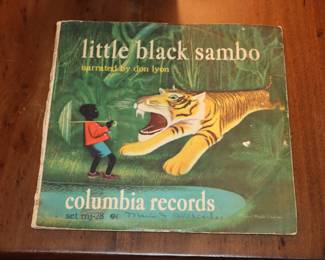 little black sambo
narrated by don lyon
columbia records
set mj-28